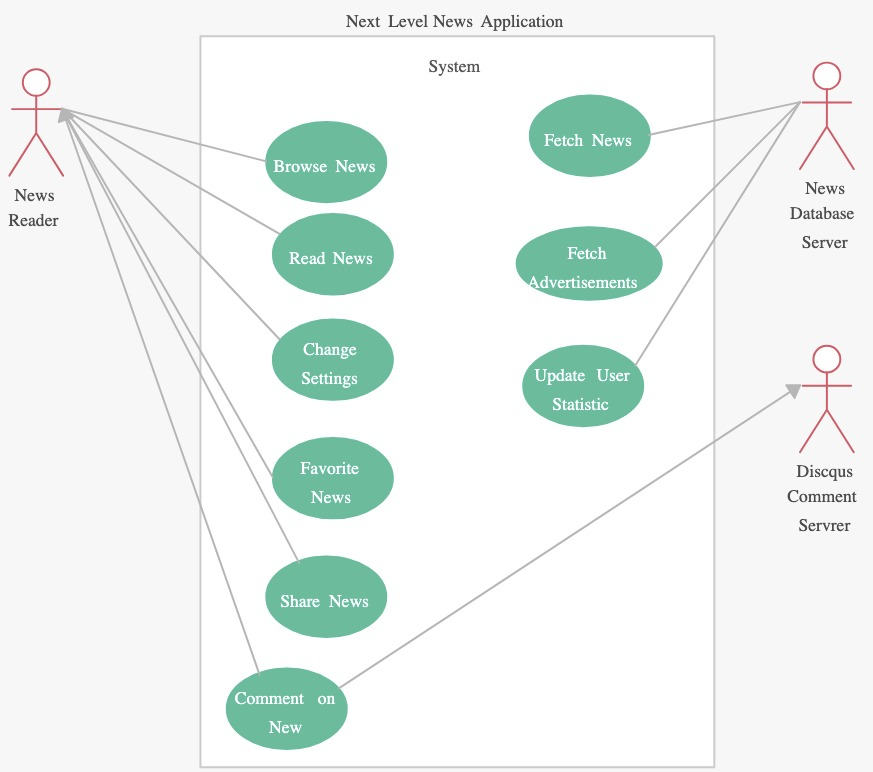 Next Level News Application
System
News
Reader
Browse News
Read News
Change
Settings
Favorite
News
Share News
Comment on
New
Fetch News
Fetch
Advertisements
Update User
Statistic
News
Database
Server
Discqus
Comment
Servrer